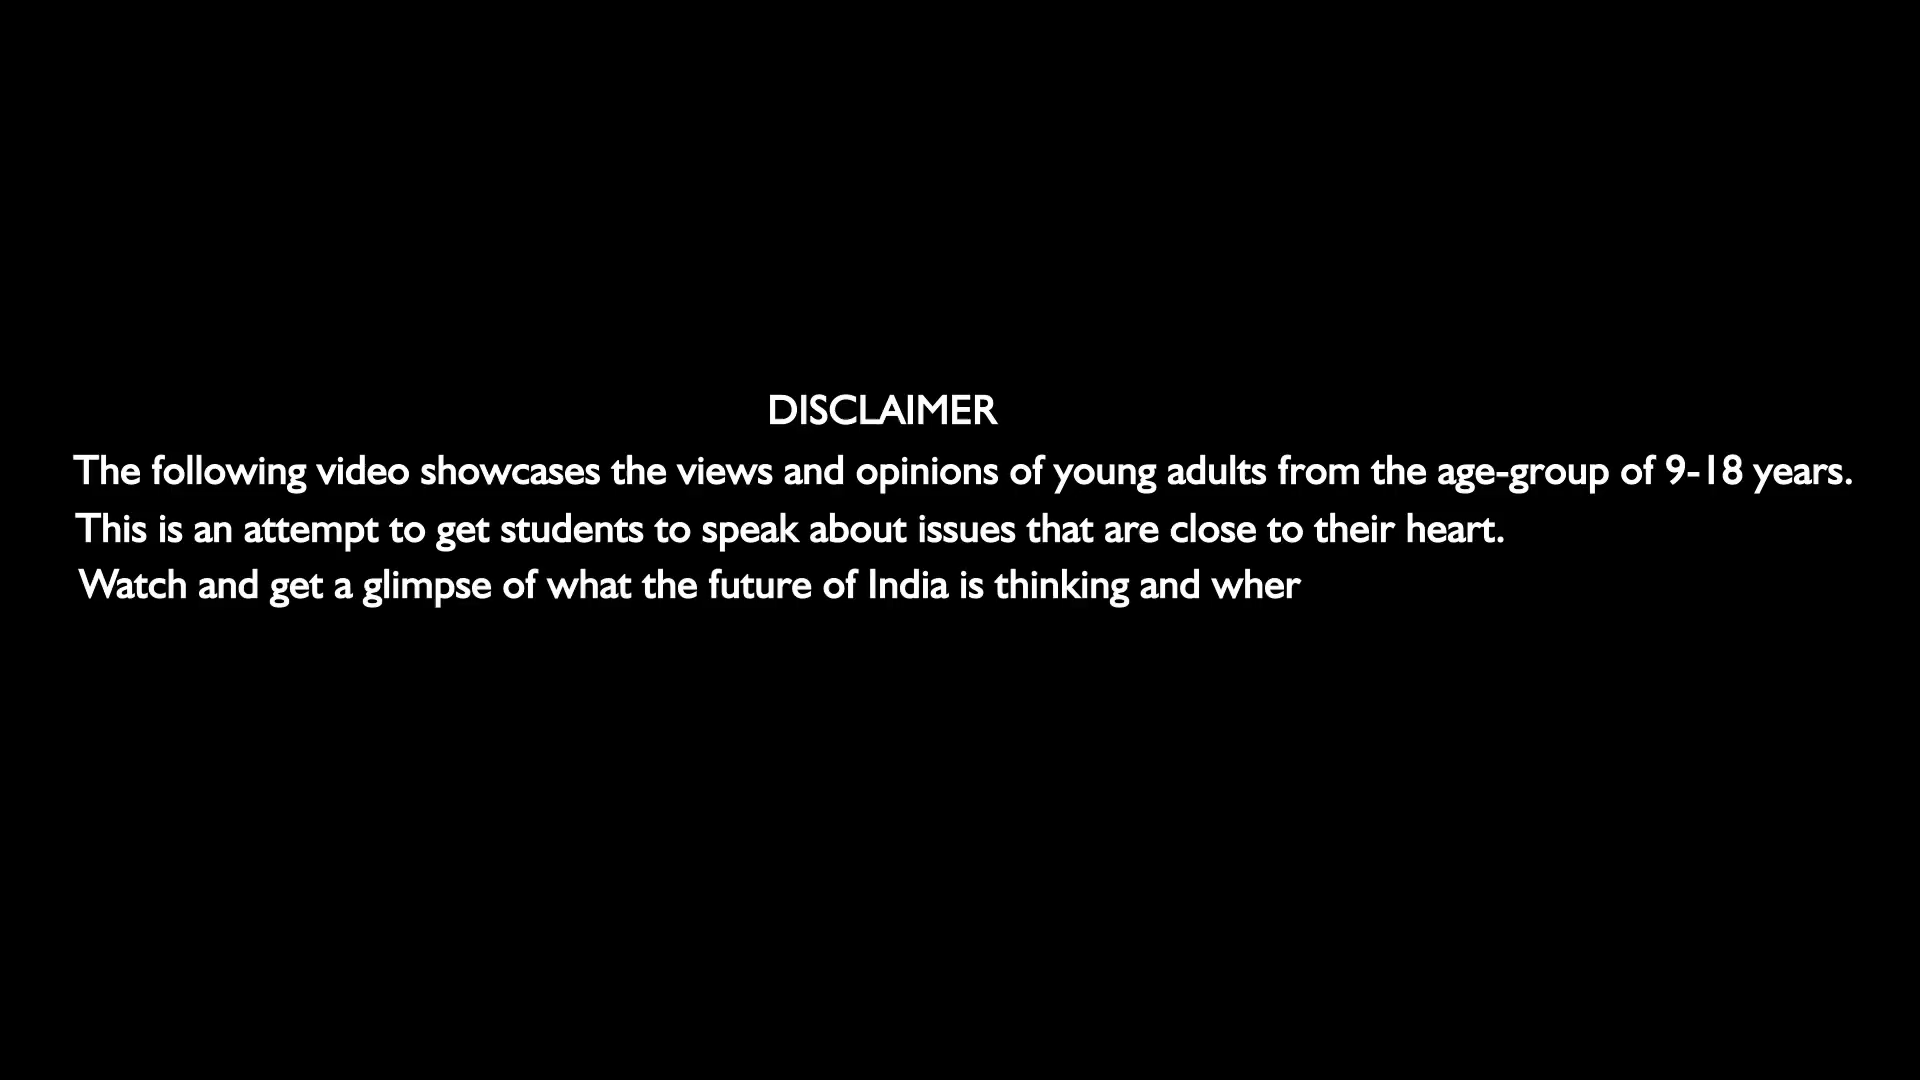 DISCLAIMER
The following video showcases the views and opinions of young adults from the age-group of 9-18 years.
This is an attempt to get students to speak about issues that are close to their heart.
Watch and get a glimpse of what the future of India is thinking and wher